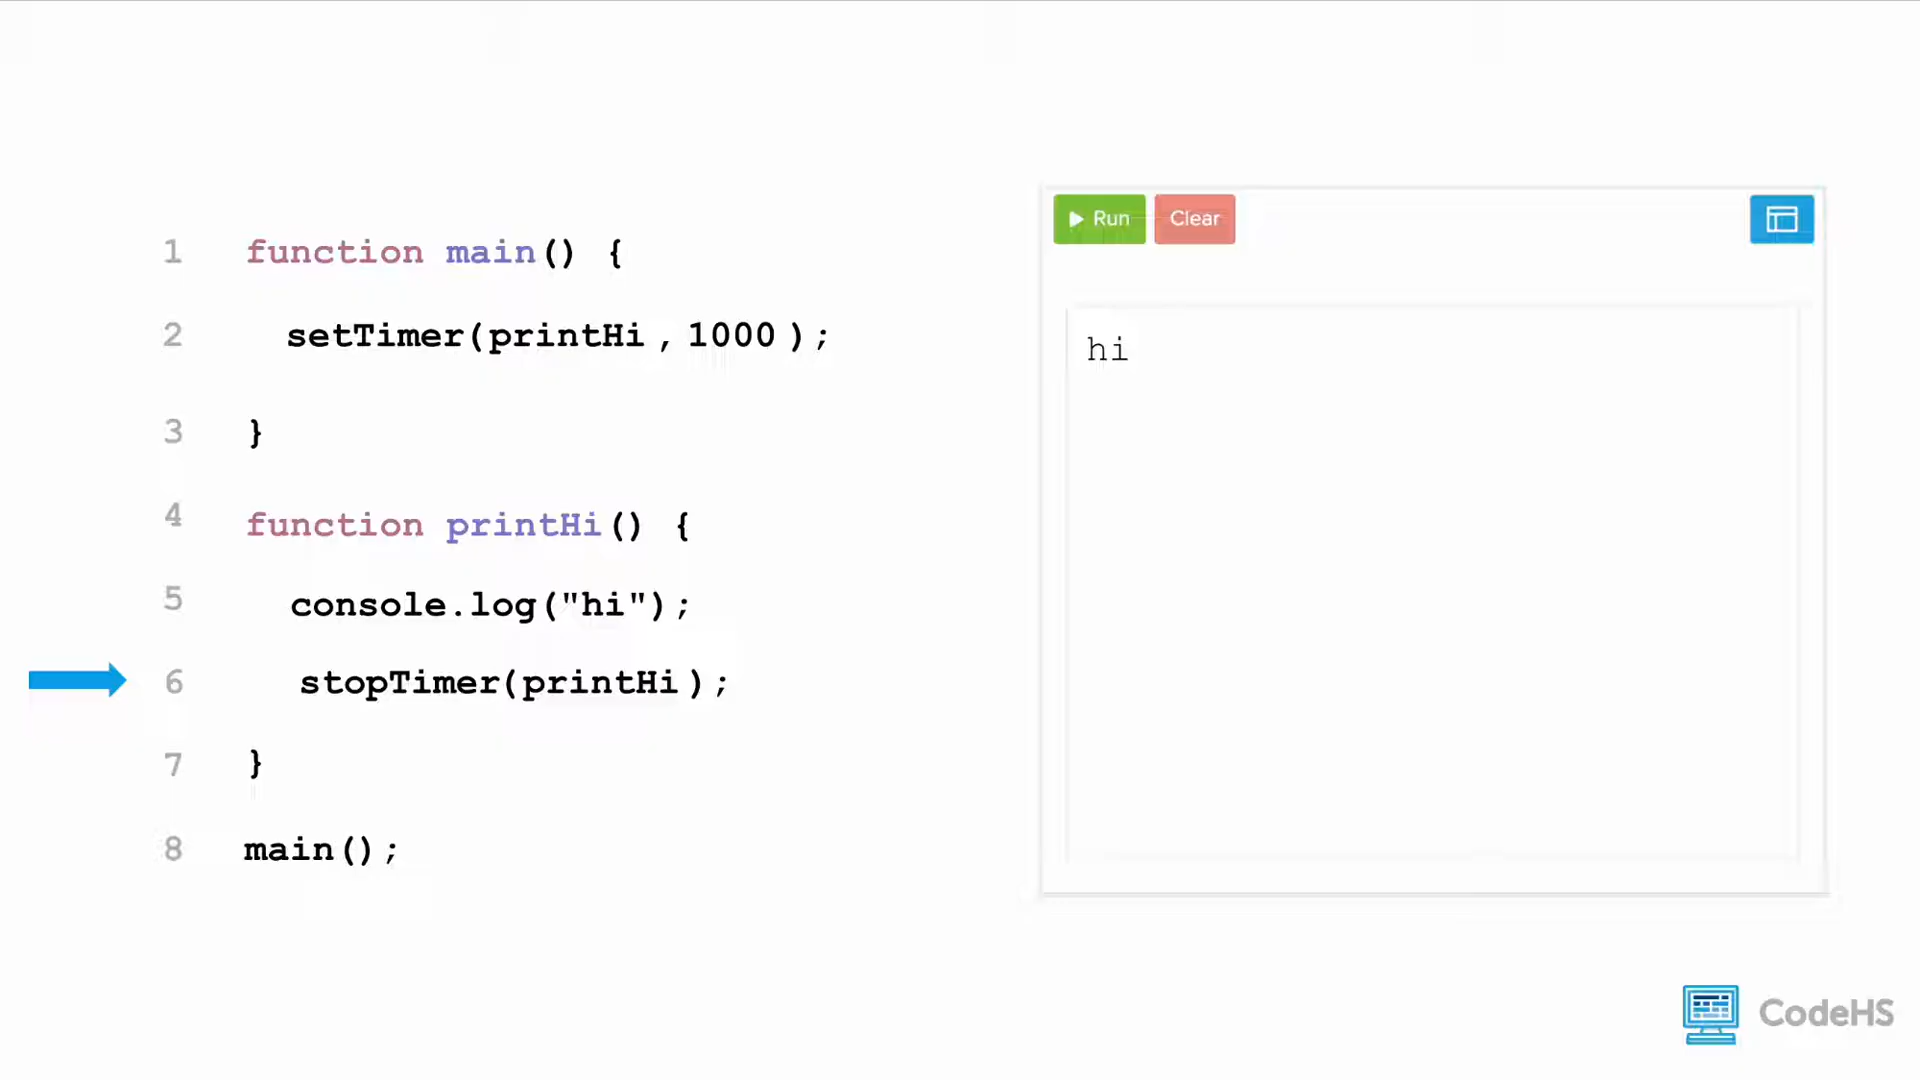 1 function main() {
2 setTimer(printHi , 1000 );
3 }
4 function printHi() {
5 console.log("hi");
6 stopTimer(printHi );
7 }
8 main();
Run Clear
hi
CodeHS